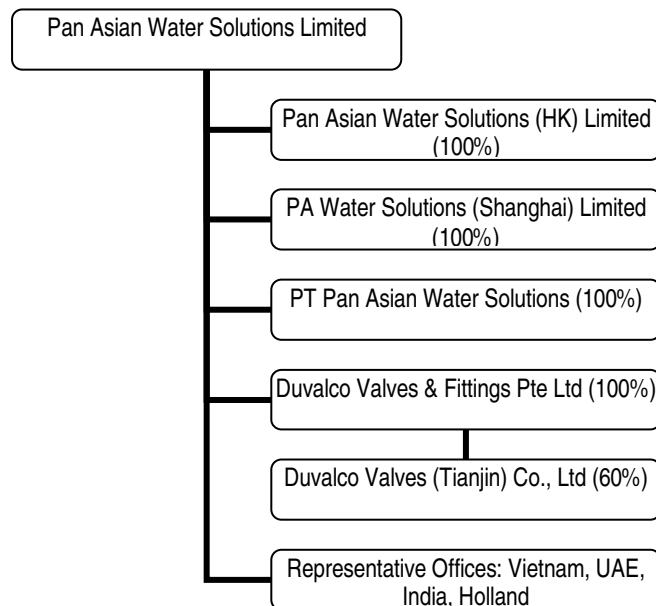 Pan Asian Water Solutions Limited
Pan Asian Water Solutions (HK) Limited
(100%)
PA Water Solutions (Shanghai) Limited
(100%)
PT Pan Asian Water Solutions (100%)
Duvalco Valves & Fittings Pte Ltd (100%)
Duvalco Valves (Tianjin) Co., Ltd (60%)
Representative Offices: Vietnam, UAE,
India, Holland